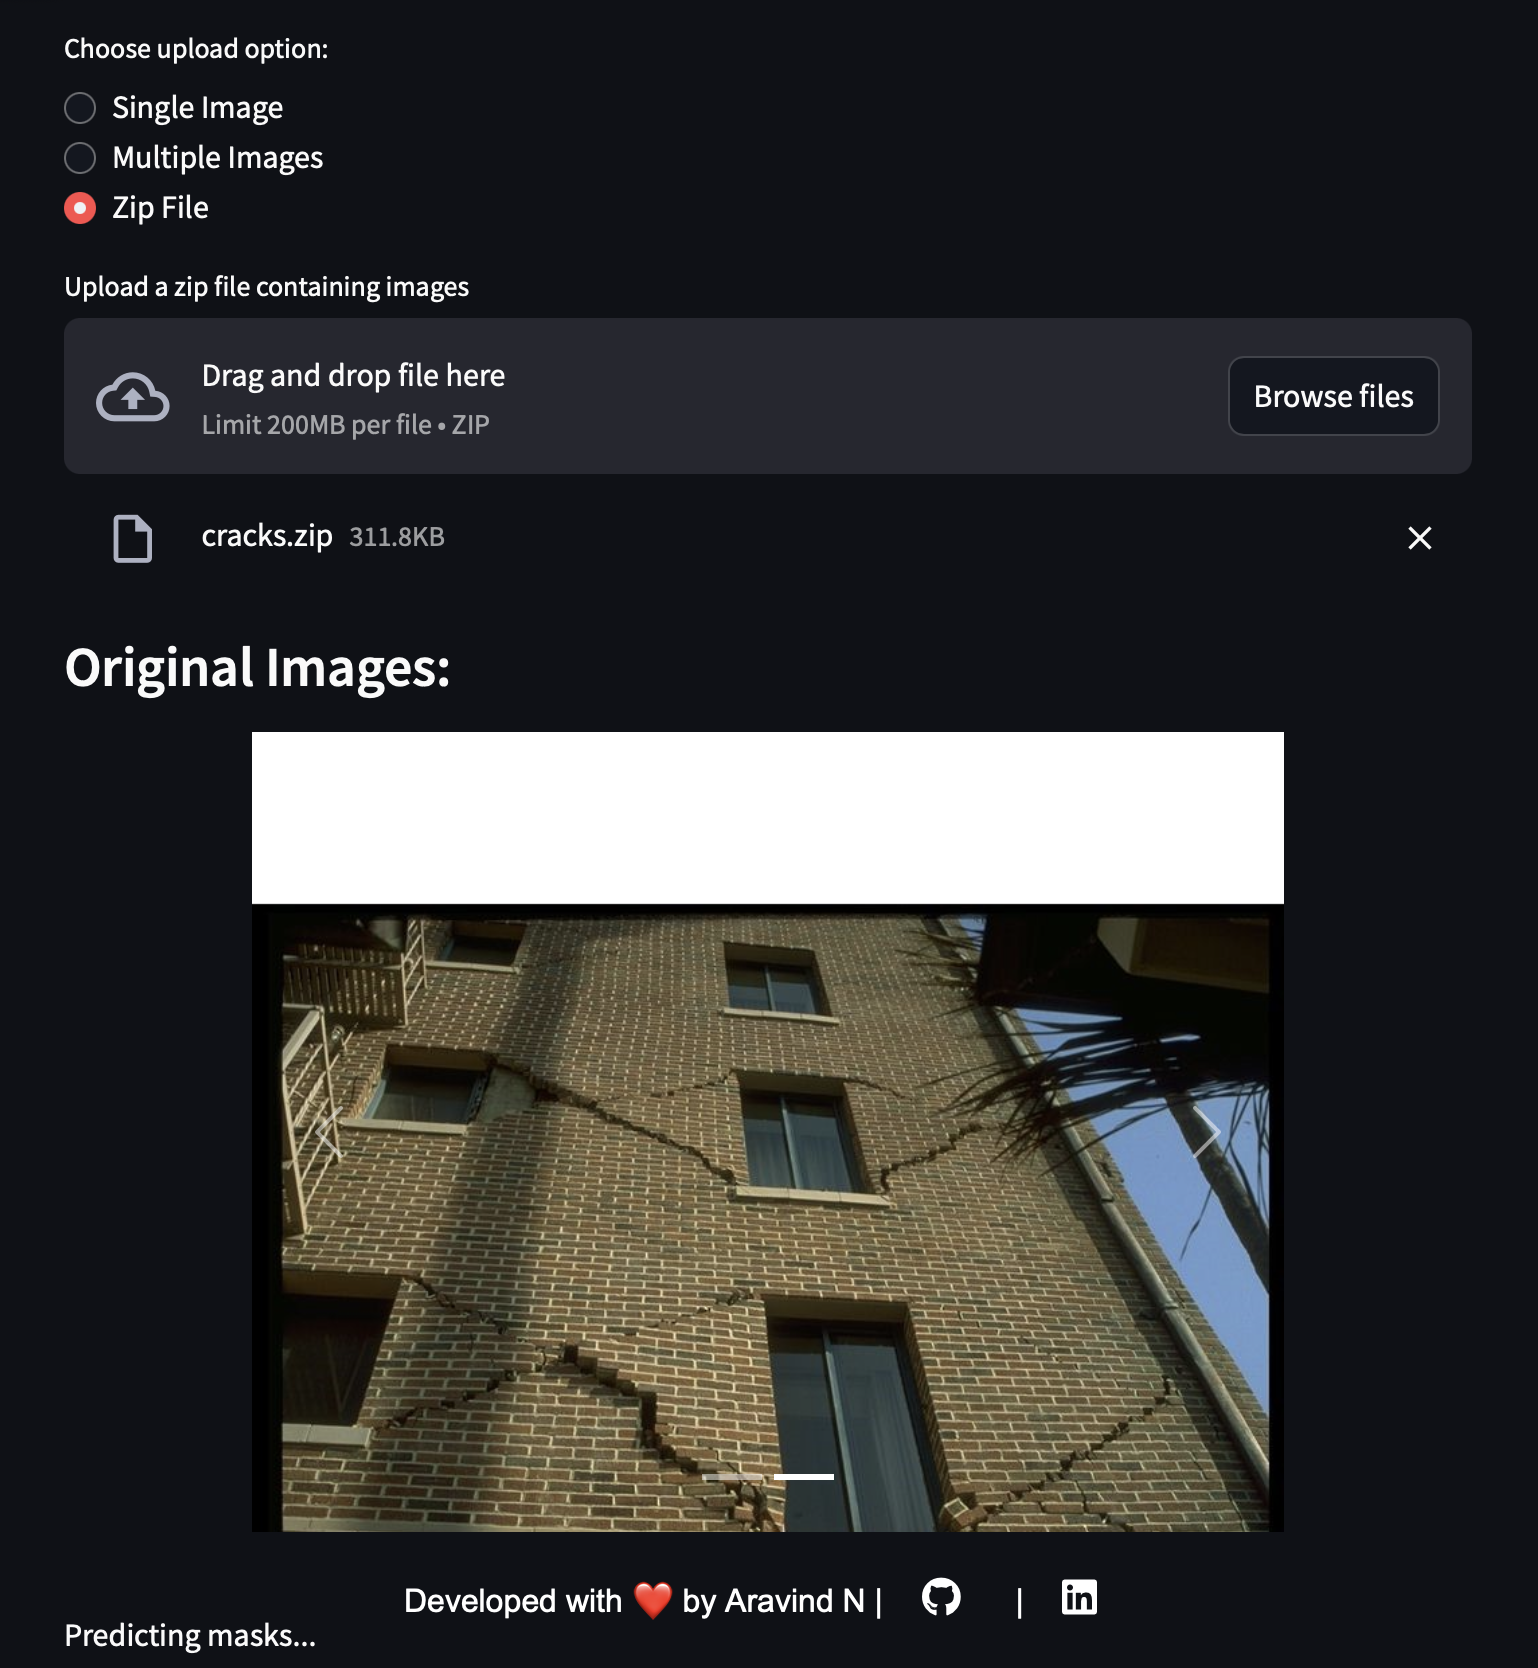 Choose upload option:
Single Image
Multiple Images
Zip File
Upload a zip file containing images
Drag and drop file here
Limit 200MB per file • ZIP
Browse files
cracks.zip 311.8KB
Original Images:
Developed with ❤️ by Aravind N | | in
Predicting masks...